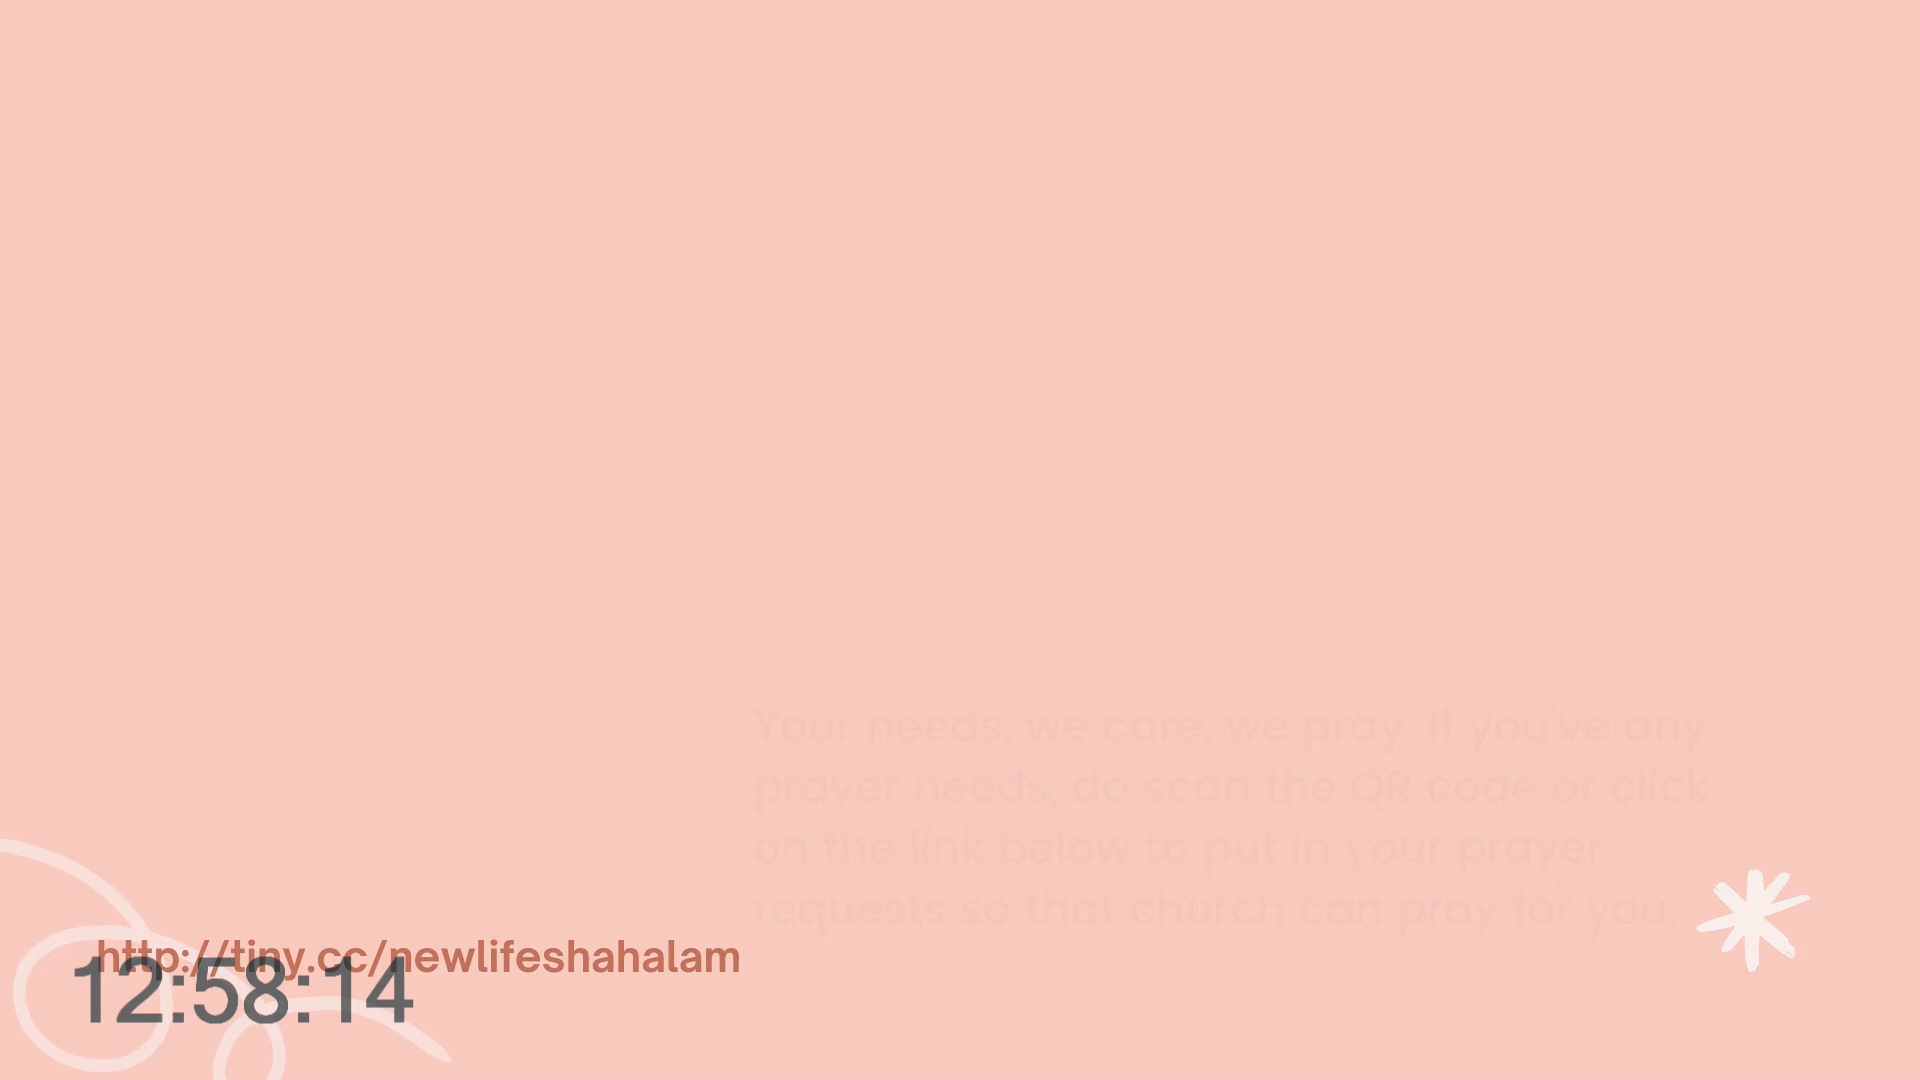 Your needs, we care, we pray. If you've any
prayer needs, do scan the QR code or click
on the link below to put in your prayer
requests so that church can pray for you.
http://tiny.cc/newlifeshahalam
12:58:14